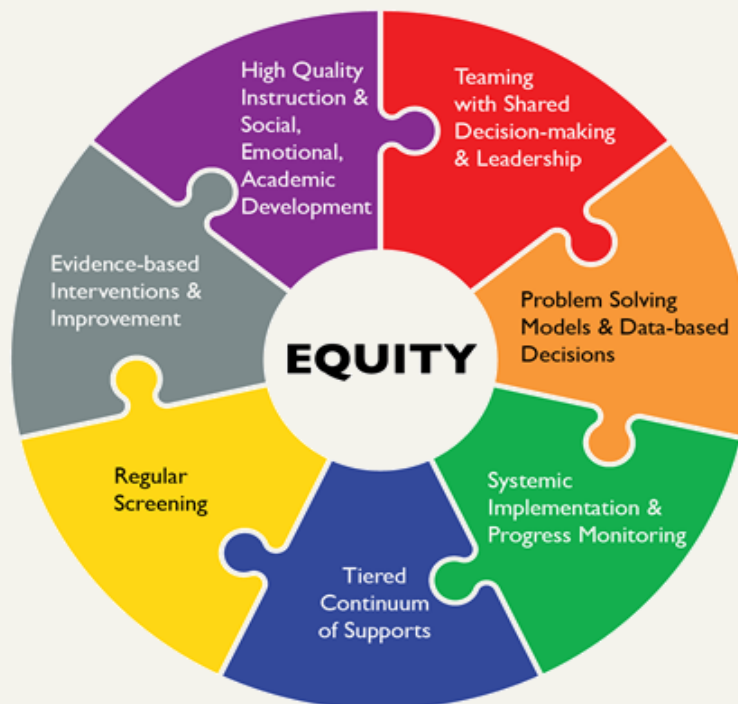 High Quality
Instruction &
Social,
Emotional,
Academic
Development
Teaming
with Shared
Decision-making
& Leadership
Problem Solving
Models & Data-based
Decisions
Systemic
Implementation &
Progress Monitoring
Tiered
Continuum
of Supports
Regular
Screening
Evidence-based
Interventions &
Improvement
EQUITY